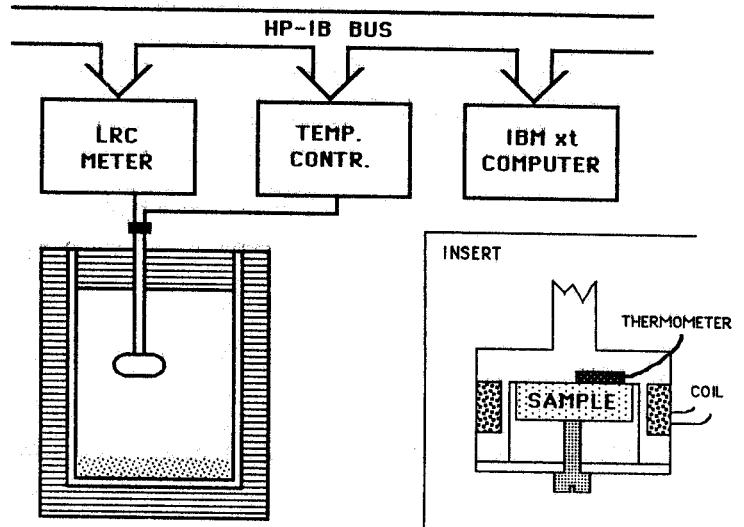 HP-IB BUS
LRC
METER
TEMP.
CONTR.
IBM xt
COMPUTER
INSERT
THERMOMETER
SAMPLE
COIL